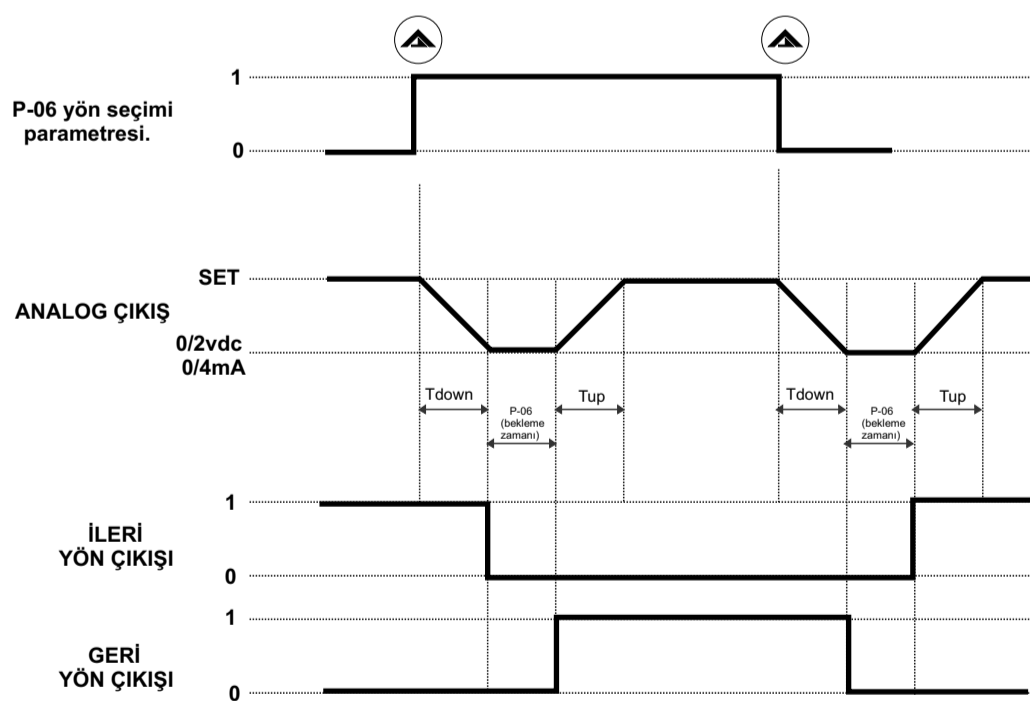 1
P-06 yön seçimi
parametresi.
0
SET
ANALOG ÇIKIŞ
0/2vdc
0/4mA
Tdown
P-06
(bekleme
zamanı)
Tup
Tdown
P-06
(bekleme
zamanı)
Tup
1
İLERİ
YÖN ÇIKIŞI
0
1
GERİ
YÖN ÇIKIŞI
0